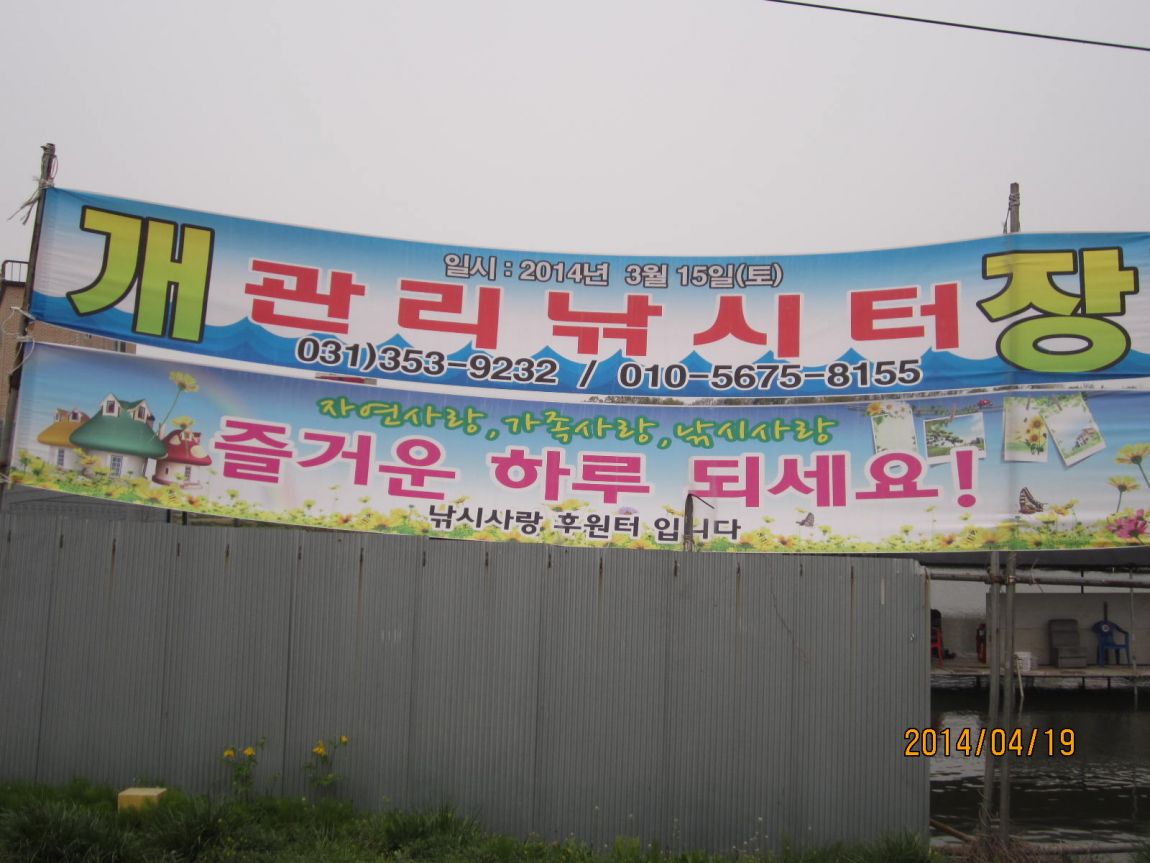 일시 : 2014년 3월 15일(토)
개 관리낚시터 장
031)353-9232 / 010-5675-8155
자연사랑, 가족사랑, 낚시사랑
즐거운 하루 되세요!
낚시사랑 후원터 입니다
2014/04/19